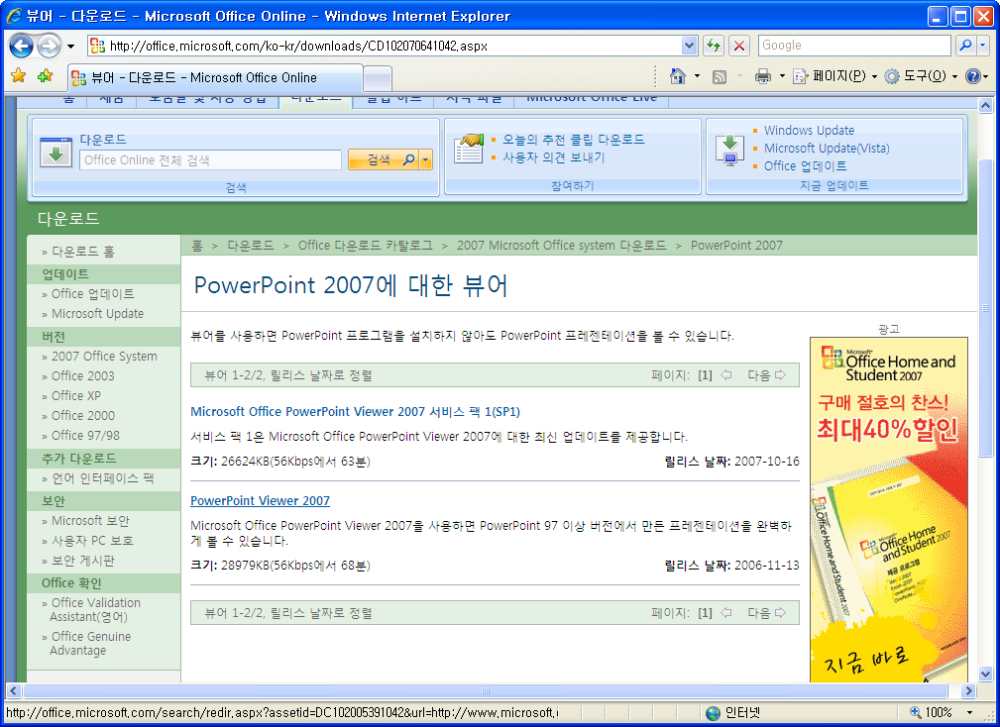 뷰어 - 다운로드 - Microsoft Office Online - Windows Internet Explorer
http://office.microsoft.com/ko-kr/downloads/CD102070641042.aspx
Google
뷰어 - 다운로드 - Microsoft Office Online
페이지(P)
도구(O)
홈 제품 도움말 및 사용 방법 다운로드 클립 아트 서식 파일 Microsoft Office Live
다운로드
Office Online 전체 검색
검색
검색
오늘의 추천 클립 다운로드
사용자 의견 보내기
참여하기
Windows Update
Microsoft Update(Vista)
Office 업데이트
지금 업데이트
다운로드
» 다운로드 홈
업데이트
» Office 업데이트
» Microsoft Update
버전
» 2007 Office System
» Office 2003
» Office XP
» Office 2000
» Office 97/98
추가 다운로드
» 언어 인터페이스 팩
보안
» Microsoft 보안
» 사용자 PC 보호
» 보안 게시판
Office 확인
» Office Validation
Assistant(영어)
» Office Genuine
Advantage
홈 > 다운로드 > Office 다운로드 카탈로그 > 2007 Microsoft Office system 다운로드 > PowerPoint 2007
PowerPoint 2007에 대한 뷰어
뷰어를 사용하면 PowerPoint 프로그램을 설치하지 않아도 PowerPoint 프레젠테이션을 볼 수 있습니다.
뷰어 1-2/2, 릴리스 날짜로 정렬 페이지: [1] 다음
Microsoft Office PowerPoint Viewer 2007 서비스 팩 1(SP1)
서비스 팩 1은 Microsoft Office PowerPoint Viewer 2007에 대한 최신 업데이트를 제공합니다.
크기: 26624KB(56Kbps에서 63분) 릴리스 날짜: 2007-10-16
PowerPoint Viewer 2007
Microsoft Office PowerPoint Viewer 2007을 사용하면 PowerPoint 97 이상 버전에서 만든 프레젠테이션을 완벽하
게 볼 수 있습니다.
크기: 28979KB(56Kbps에서 68분) 릴리스 날짜: 2006-11-13
뷰어 1-2/2, 릴리스 날짜로 정렬 페이지: [1] 다음
광고
Microsoft
Office Home and
Student 2007
구매 절호의 찬스!
최대40%할인
Office Home and Student 2007
Office Home
and Student 2007
제공 프로그램
지금 바로
http://office.microsoft.com/search/redir.aspx?assetid=DC102005391042&url=http://www.microsoft.
인터넷
100%